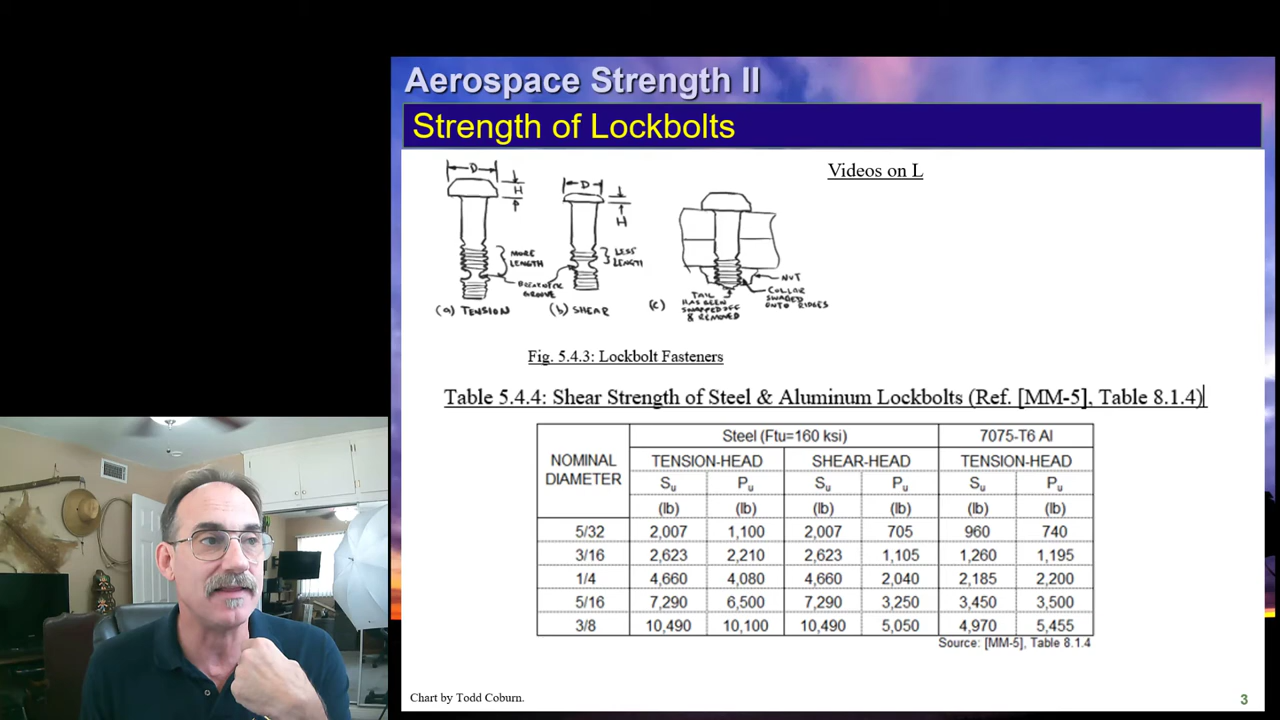 Aerospace Strength II
Strength of Lockbolts
Videos on L
D
H
D
H
MORE
LENGTH
LESS
LENGTH
BREAKOFF
GROOVE
NUT
COLLAR
SWAGED
ONTO RIDGES
TAIL
HAS BEEN
SNAPPED OFF
& REMOVED
(a) TENSION
(b) SHEAR
(c)
Fig. 5.4.3: Lockbolt Fasteners
Table 5.4.4: Shear Strength of Steel & Aluminum Lockbolts (Ref. [MM-5], Table 8.1.4)
NOMINAL DIAMETER Steel (Ftu=160 ksi) 7075-T6 Al
TENSION-HEAD SHEAR-HEAD TENSION-HEAD
Su Pu Su Pu Su Pu
(lb) (lb) (lb) (lb) (lb) (lb)
5/32 2,007 1,100 2,007 705 960 740
3/16 2,623 2,210 2,623 1,105 1,260 1,195
1/4 4,660 4,080 4,660 2,040 2,185 2,200
5/16 7,290 6,500 7,290 3,250 3,450 3,500
3/8 10,490 10,100 10,490 5,050 4,970 5,455
Source: [MM-5], Table 8.1.4
Chart by Todd Coburn.
3